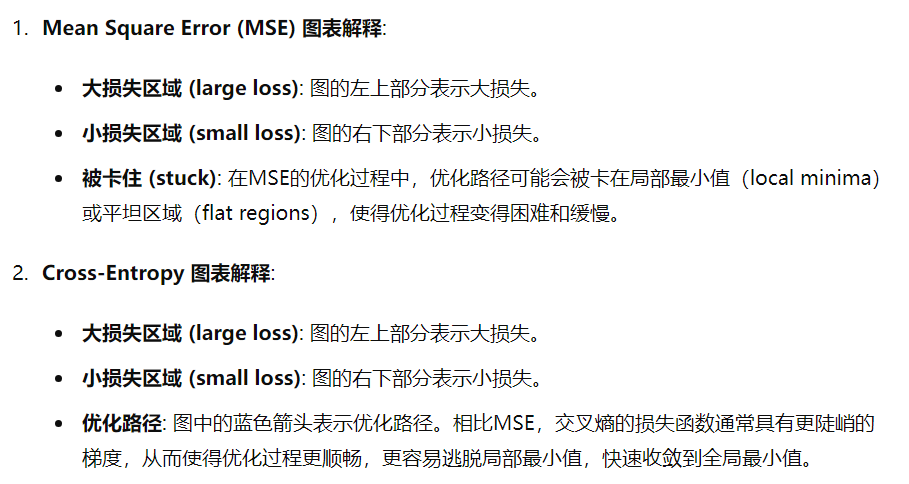 1. Mean Square Error (MSE) 图表解释:
• 大损失区域 (large loss): 图的左上部分表示大损失。
• 小损失区域 (small loss): 图的右下部分表示小损失。
• 被卡住 (stuck): 在MSE的优化过程中，优化路径可能会被卡在局部最小值（local minima）
或平坦区域（flat regions），使得优化过程变得困难和缓慢。
2. Cross-Entropy 图表解释:
• 大损失区域 (large loss): 图的左上部分表示大损失。
• 小损失区域 (small loss): 图的右下部分表示小损失。
• 优化路径: 图中的蓝色箭头表示优化路径。相比MSE，交叉熵的损失函数通常具有更陡峭的
梯度，从而使得优化过程更顺畅，更容易逃脱局部最小值，快速收敛到全局最小值。